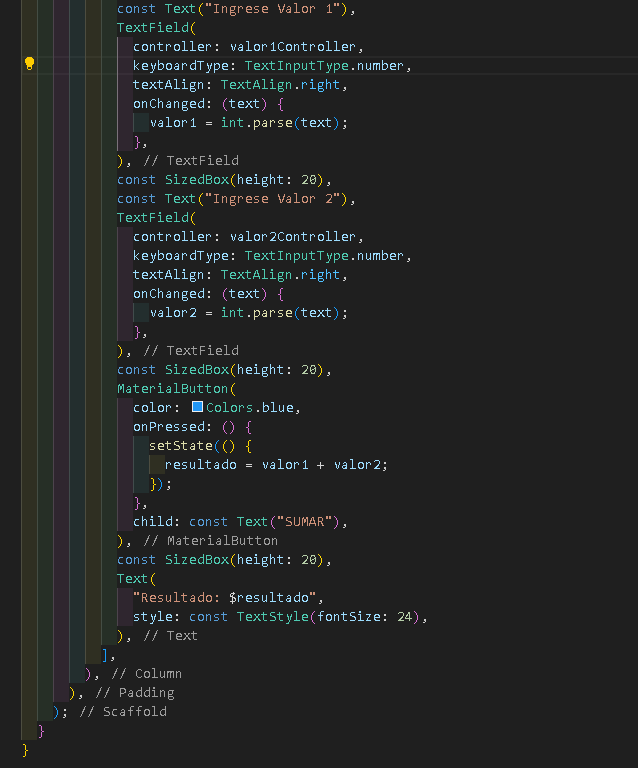 const Text("Ingrese Valor 1"),
TextField(
controller: valor1Controller,
keyboardType: TextInputType.number,
textAlign: TextAlign.right,
onChanged: (text) {
valor1 = int.parse(text);
},
), // TextField
const SizedBox(height: 20),
const Text("Ingrese Valor 2"),
TextField(
controller: valor2Controller,
keyboardType: TextInputType.number,
textAlign: TextAlign.right,
onChanged: (text) {
valor2 = int.parse(text);
},
), // TextField
const SizedBox(height: 20),
MaterialButton(
color: Colors.blue,
onPressed: () {
setState(() {
resultado = valor1 + valor2;
});
},
child: const Text("SUMAR"),
), // MaterialButton
const SizedBox(height: 20),
Text(
"Resultado: $resultado",
style: const TextStyle(fontSize: 24),
), // Text
],
), // Column
), // Padding
); // Scaffold
}
}